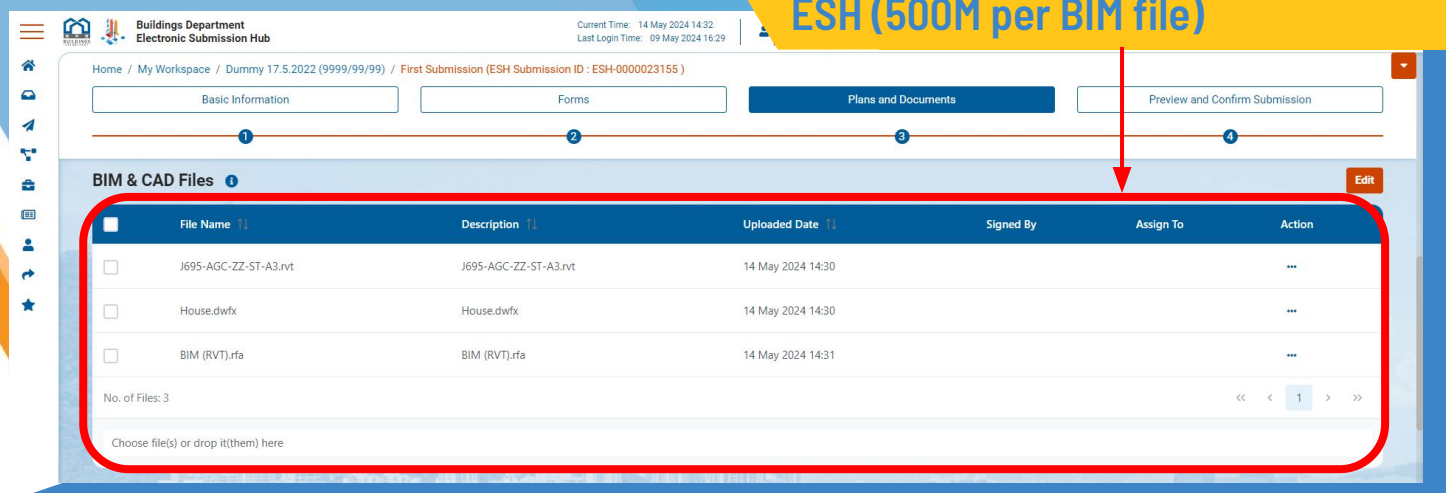 ESH (500M per BIM file)
Buildings Department
Electronic Submission Hub
Current Time: 14 May 2024 14:32
Last Login Time: 09 May 2024 16:29
Home / My Workspace / Dummy 17.5.2022 (9999/99/99) / First Submission (ESH Submission ID : ESH-0000023155 )
Basic Information Forms Plans and Documents Preview and Confirm Submission
1 2 3 4
BIM & CAD Files
Edit
File Name Description Uploaded Date Signed By Assign To Action
J695-AGC-ZZ-ST-A3.rvt J695-AGC-ZZ-ST-A3.rvt 14 May 2024 14:30 •••
House.dwfx House.dwfx 14 May 2024 14:30 •••
BIM (RVT).rfa BIM (RVT).rfa 14 May 2024 14:31 •••
No. of Files: 3 << < 1 > >>
Choose file(s) or drop it(them) here